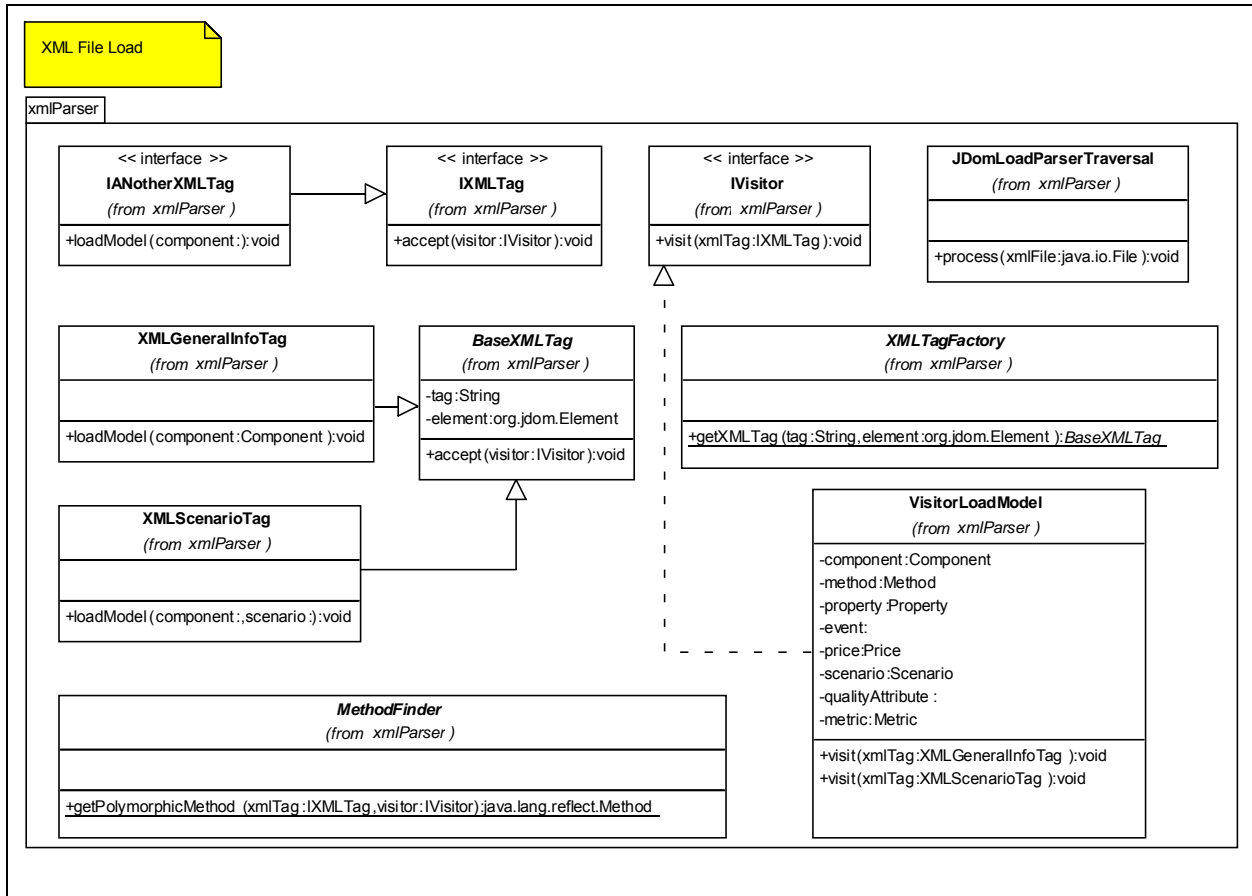 XML File Load
xmlParser
<< interface >>
IANotherXMLTag
(from xmlParser )
+loadModel(component:):void
<< interface >>
IXMLTag
(from xmlParser )
+accept(visitor:IVisitor):void
<< interface >>
IVisitor
(from xmlParser )
+visit(xmlTag:IXMLTag):void
JDomLoadParserTraversal
(from xmlParser )
+process(xmlFile:java.io.File):void
XMLGeneralInfoTag
(from xmlParser )
+loadModel(component:Component):void
BaseXMLTag
(from xmlParser )
-tag:String
-element:org.jdom.Element
+accept(visitor:IVisitor):void
XMLTagFactory
(from xmlParser )
+getXMLTag(tag:String,element:org.jdom.Element ):BaseXMLTag
XMLScenarioTag
(from xmlParser )
+loadModel(component:,scenario:):void
VisitorLoadModel
(from xmlParser )
-component:Component
-method:Method
-property:Property
-event:
-price:Price
-scenario:Scenario
-qualityAttribute :
-metric:Metric
+visit(xmlTag:XMLGeneralInfoTag ):void
+visit(xmlTag:XMLScenarioTag ):void
MethodFinder
(from xmlParser )
+getPolymorphicMethod (xmlTag:IXMLTag,visitor:IVisitor):java.lang.reflect.Method